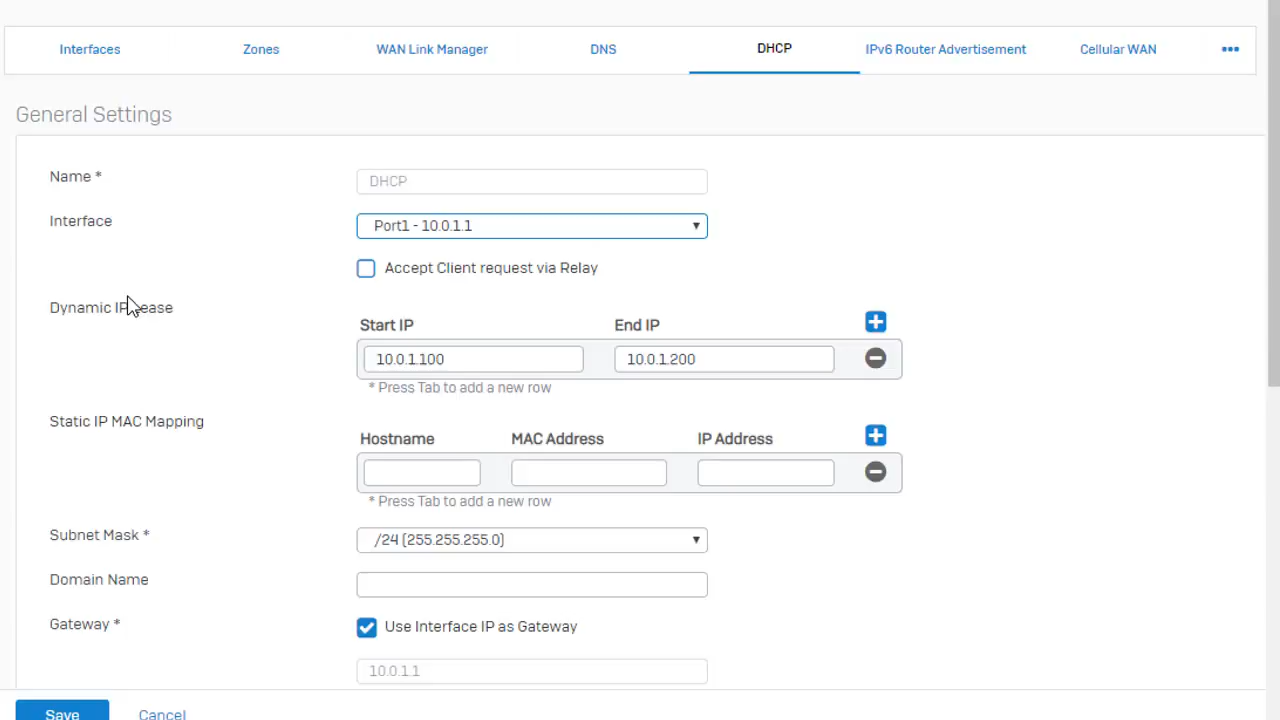 Interfaces Zones WAN Link Manager DNS DHCP IPv6 Router Advertisement Cellular WAN •••
General Settings
Name * DHCP
Interface Port1 - 10.0.1.1
Accept Client request via Relay
Dynamic IP Lease
Start IP End IP
10.0.1.100 10.0.1.200
* Press Tab to add a new row
Static IP MAC Mapping
Hostname MAC Address IP Address
* Press Tab to add a new row
Subnet Mask * /24 (255.255.255.0)
Domain Name
Gateway * Use Interface IP as Gateway
10.0.1.1
Save Cancel